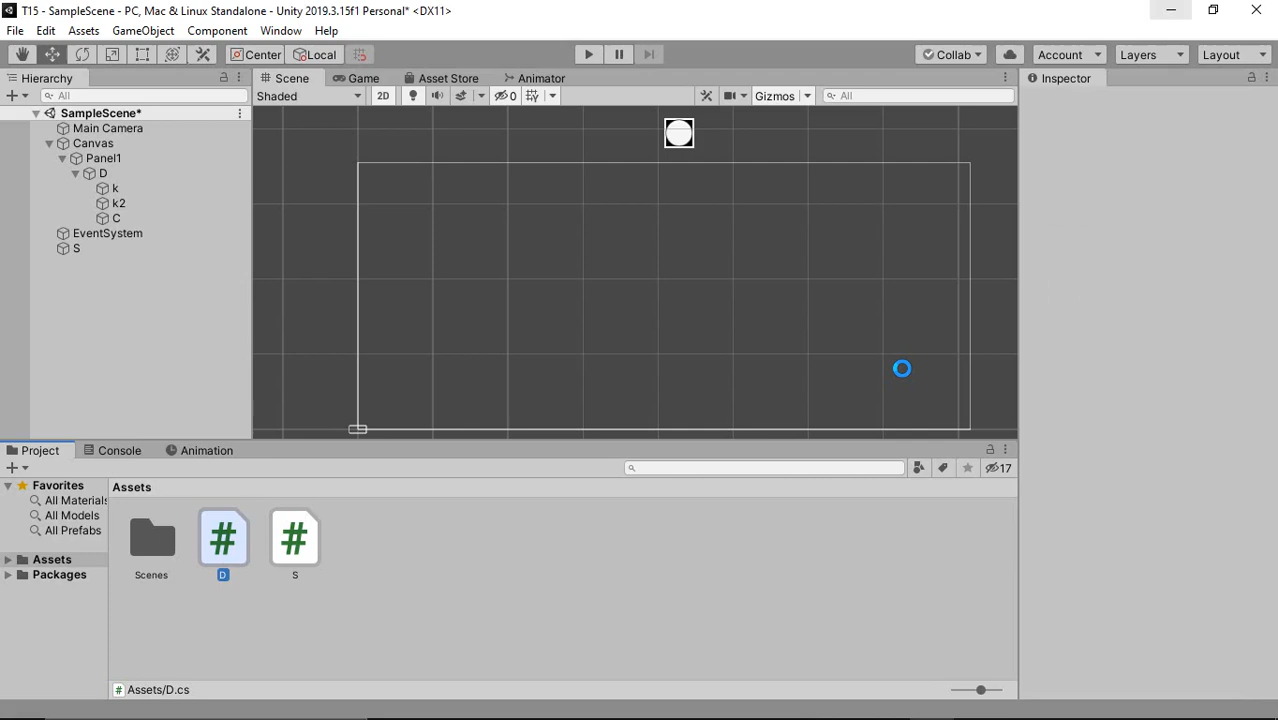 T15 - SampleScene - PC, Mac & Linux Standalone - Unity 2019.3.15f1 Personal* <DX11>
File Edit Assets GameObject Component Window Help
Center Local Collab Account Layers Layout
Hierarchy Scene Game Asset Store Animator Inspector
All Shaded 2D 0 Gizmos All
SampleScene*
Main Camera
Canvas
Panel1
D
k
k2
C
EventSystem
S
Project Console Animation
17
Favorites Assets
All Materials
All Models
All Prefabs
Assets
Packages
# #
Scenes D S
# Assets/D.cs